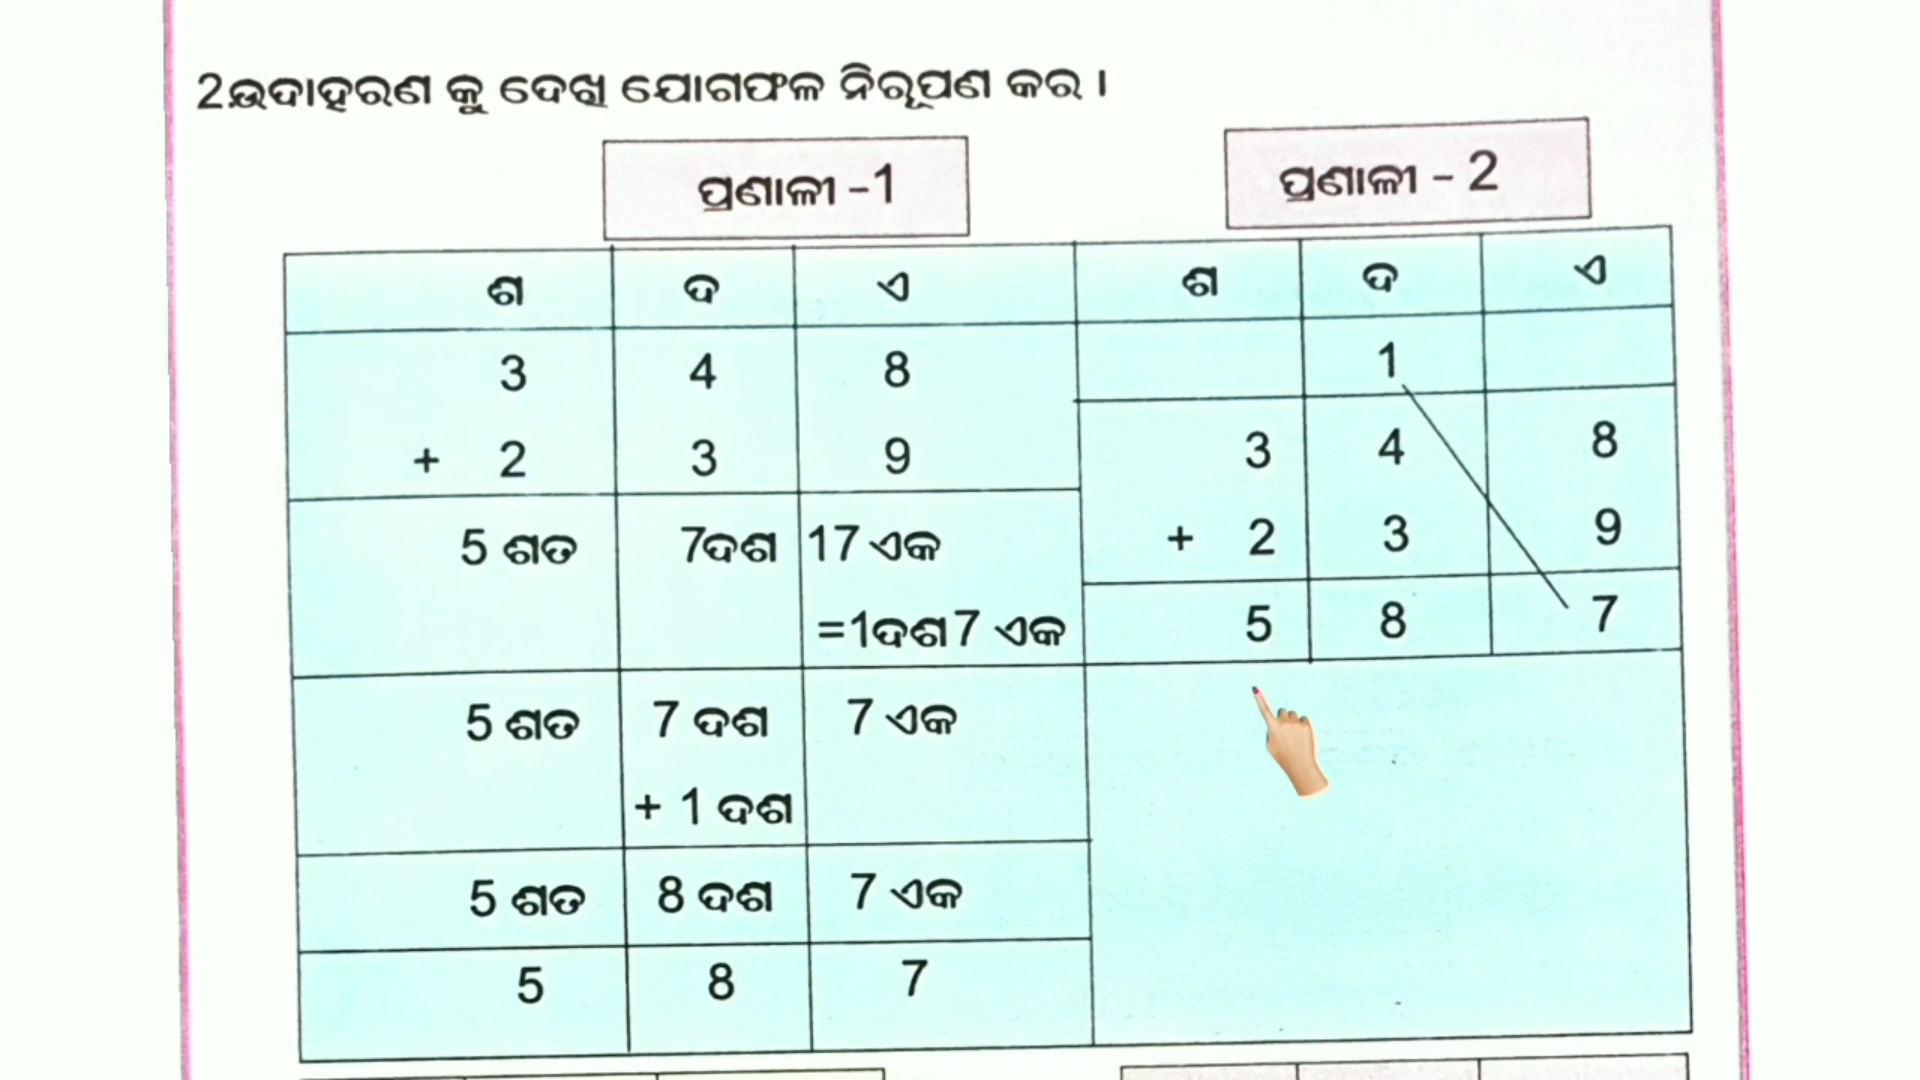 2ଉଦାହରଣ କୁ ଦେଖି ଯୋଗଫଳ ନିରୂପଣ କର ।
ପ୍ରଣାଳୀ -1
ପ୍ରଣାଳୀ - 2
ଶ ଦ ଏ
3 4 8
+ 2 3 9
5 ଶତ 7ଦଶ 17 ଏକ
=1ଦଶ 7 ଏକ
5 ଶତ 7 ଦଶ 7 ଏକ
+ 1 ଦଶ
5 ଶତ 8 ଦଶ 7 ଏକ
5 8 7
ଶ ଦ ଏ
1
3 4 8
+ 2 3 9
5 8 7